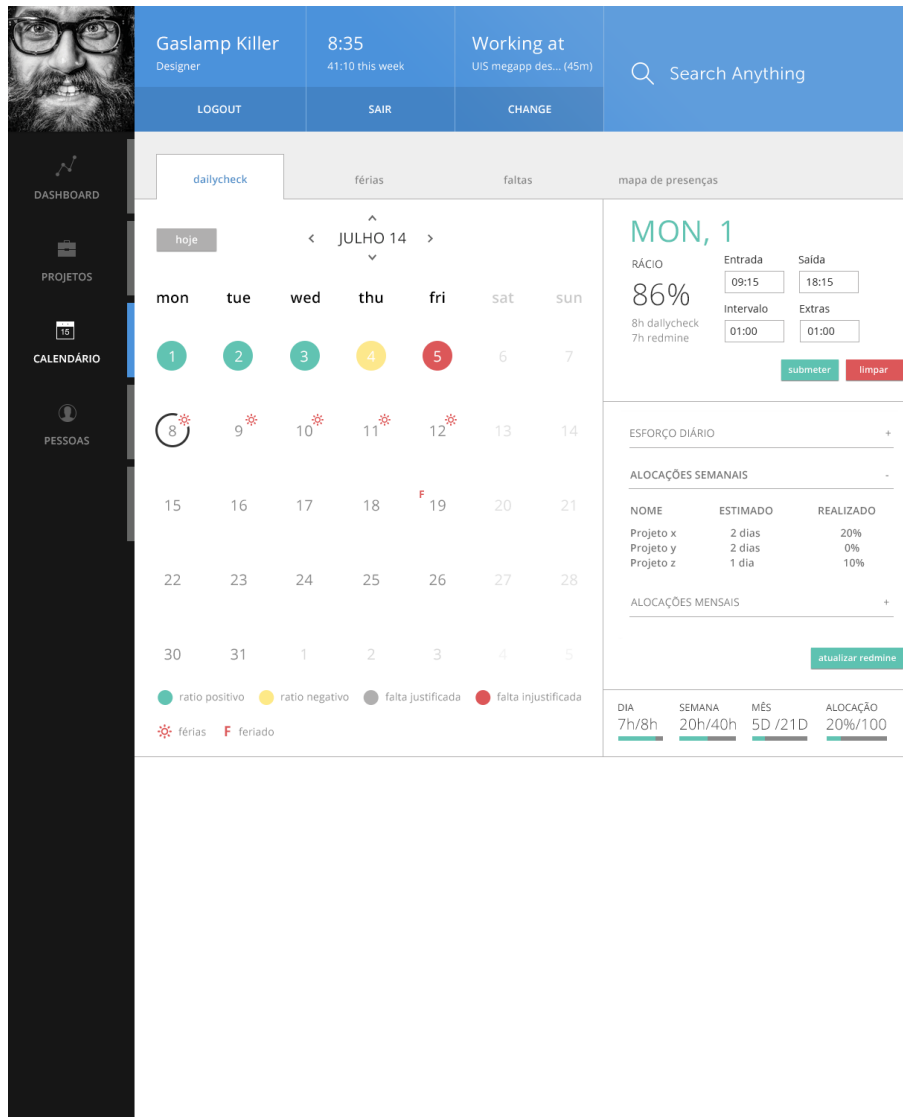 Gaslamp Killer
Designer
8:35
41:10 this week
Working at
UIS megapp des... (45m)
Search Anything
LOGOUT
SAIR
CHANGE
DASHBOARD
PROJETOS
15
CALENDÁRIO
PESSOAS
dailycheck
férias
faltas
mapa de presenças
hoje
< JULHO 14 >
mon tue wed thu fri sat sun
1 2 3 4 5 6 7
8 9 10 11 12 13 14
15 16 17 18 F 19 20 21
22 23 24 25 26 27 28
30 31 1 2 3 4 5
ratio positivo ratio negativo falta justificada falta injustificada
férias F feriado
MON, 1
RÁCIO
86%
8h dallycheck
7h redmine
Entrada Saída
09:15 18:15
Intervalo Extras
01:00 01:00
submeter limpar
ESFORÇO DIÁRIO +
ALOCAÇÕES SEMANAIS -
NOME ESTIMADO REALIZADO
Projeto x 2 dias 20%
Projeto y 2 dias 0%
Projeto z 1 dia 10%
ALOCAÇÕES MENSAIS +
atualizar redmine
DIA SEMANA MÊS ALOCAÇÃO
7h/8h 20h/40h 5D /21D 20%/100